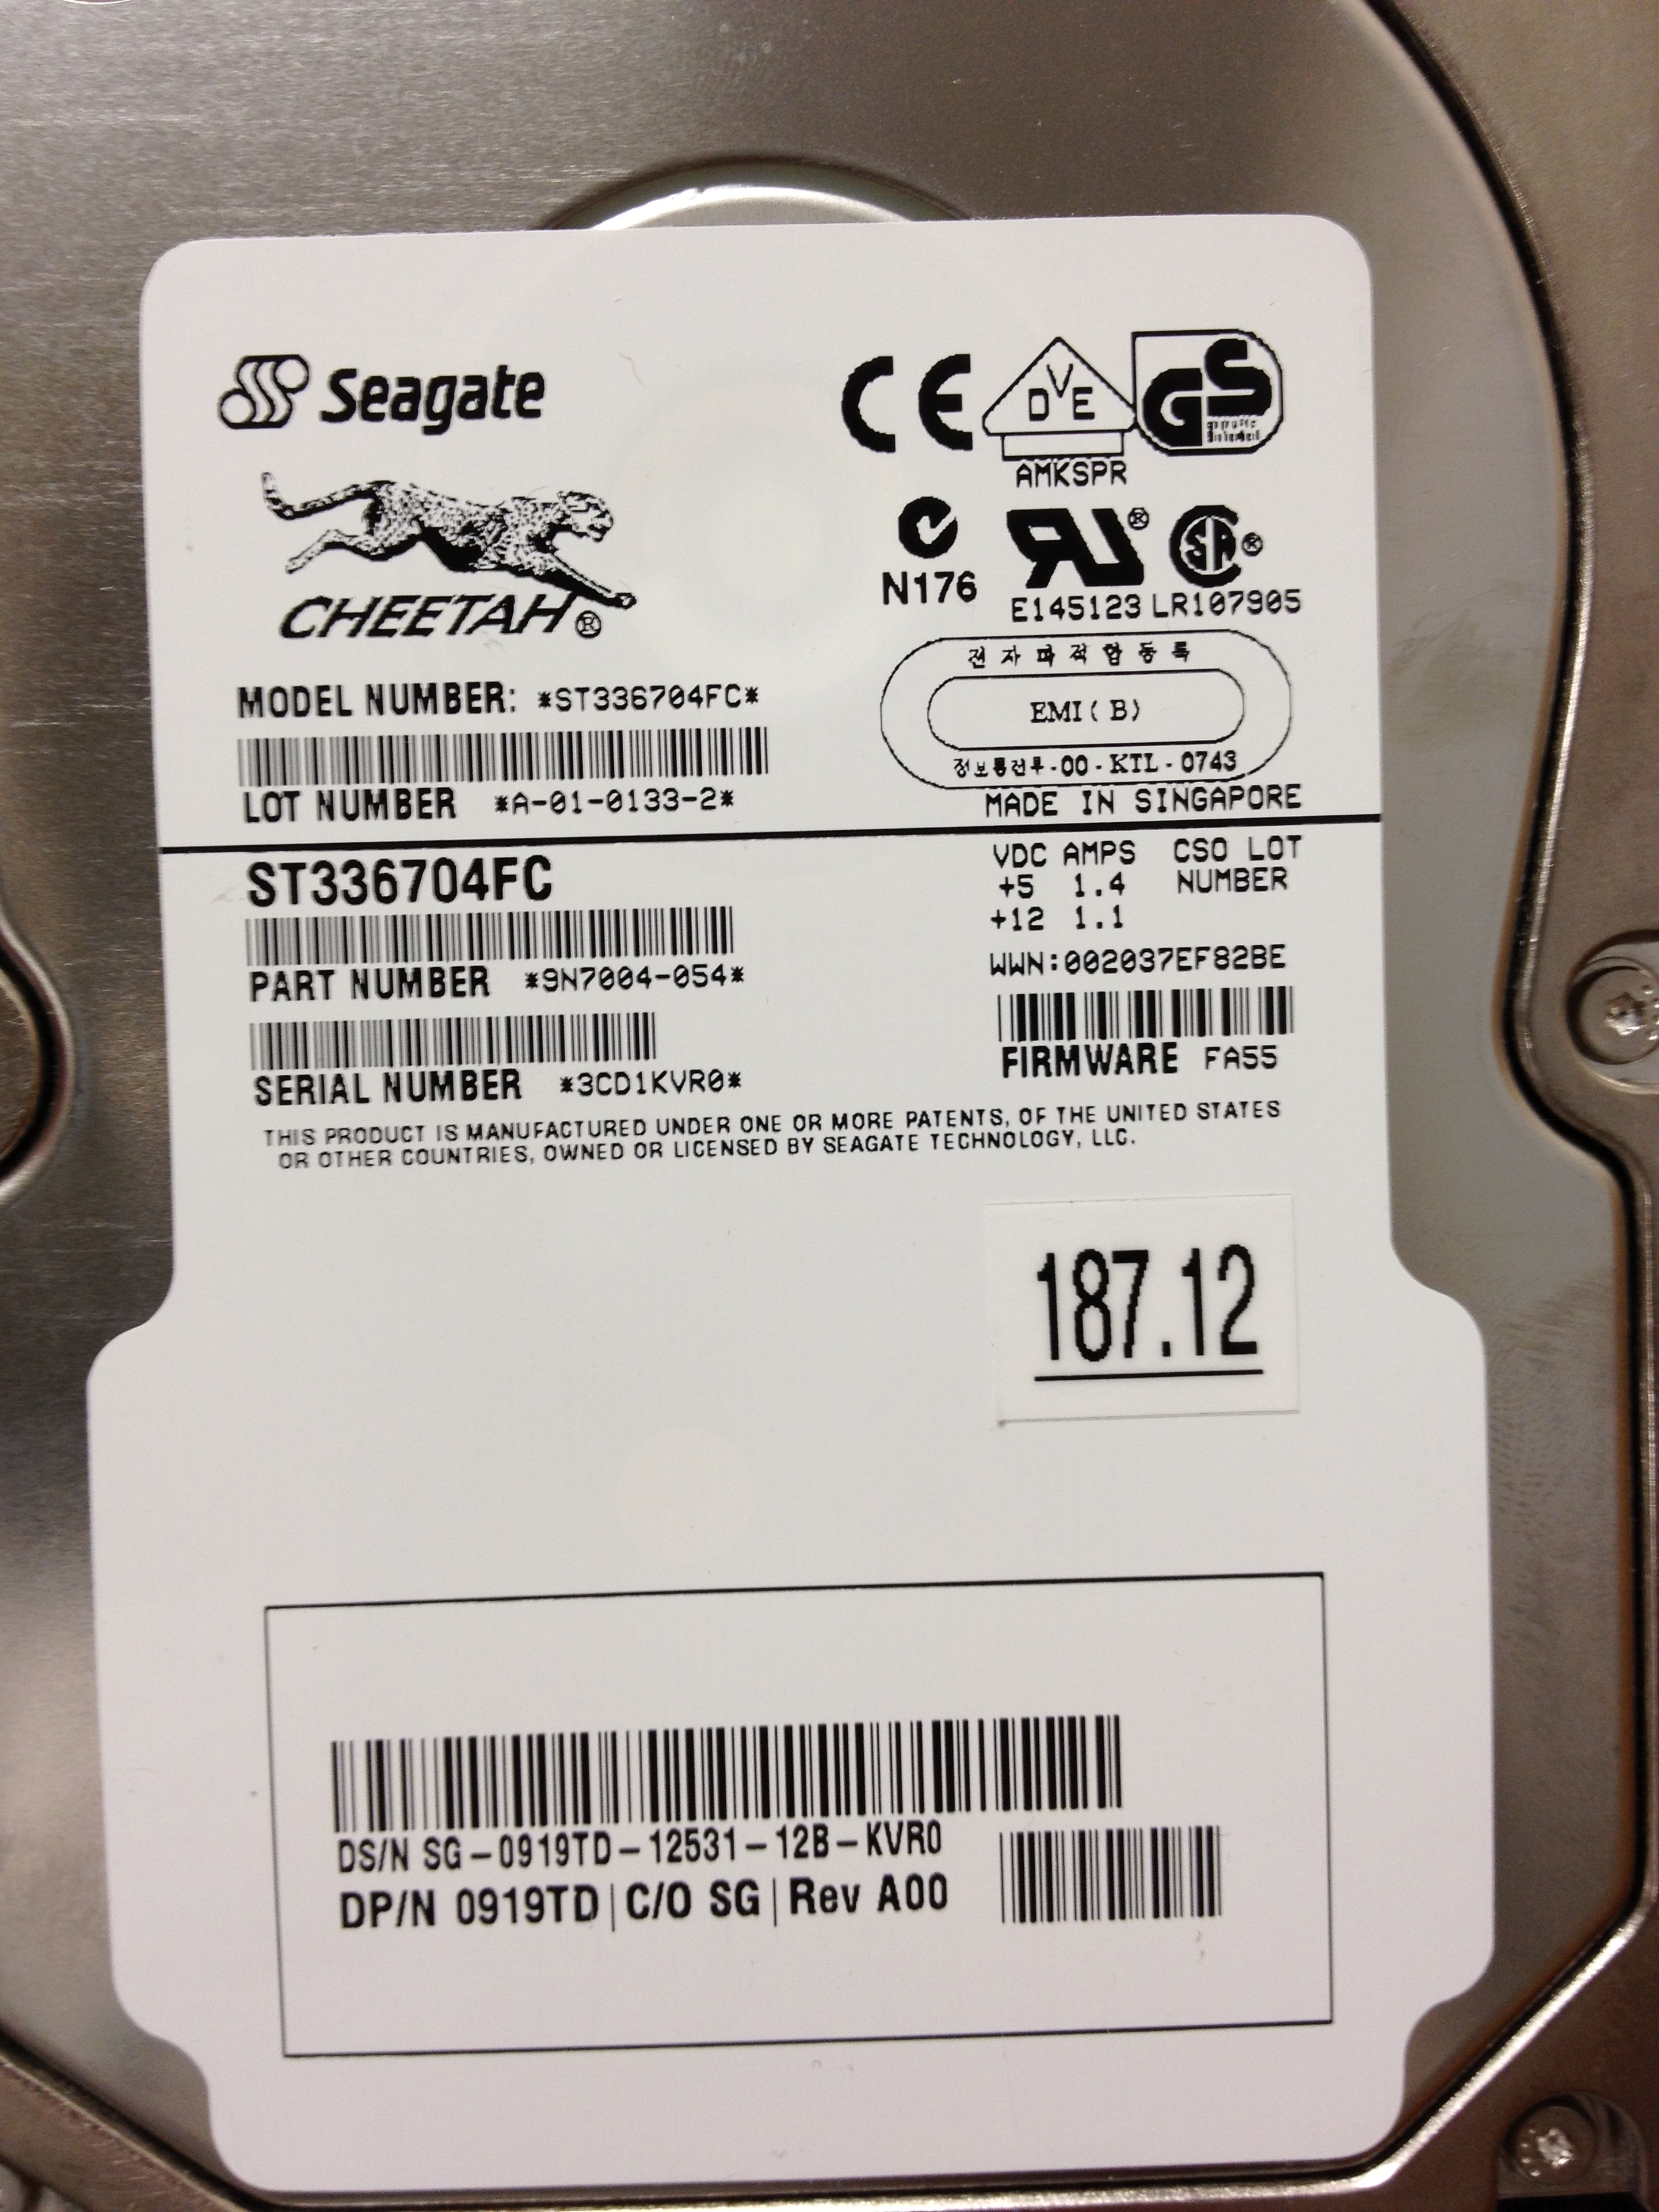 Seagate
CE
DVE
GS
AMKSPR
CHEETAH®
N176
®
SA®
E145123 LR107905
전자파적합등록
EMI ( B )
정보통신부-00 - KTL - 0743
MADE IN SINGAPORE
MODEL NUMBER: *ST336704FC*
LOT NUMBER *A-01-0133-2*
ST336704FC
VDC AMPS CSO LOT
+5 1.4 NUMBER
+12 1.1
PART NUMBER *9N7004-054*
WWN:002037EF82BE
SERIAL NUMBER *3CD1KVR0*
FIRMWARE FA55
THIS PRODUCT IS MANUFACTURED UNDER ONE OR MORE PATENTS, OF THE UNITED STATES
OR OTHER COUNTRIES, OWNED OR LICENSED BY SEAGATE TECHNOLOGY, LLC.
187.12
DS/N SG-0919TD-12531-12B-KVR0
DP/N 0919TD | C/O SG | Rev A00